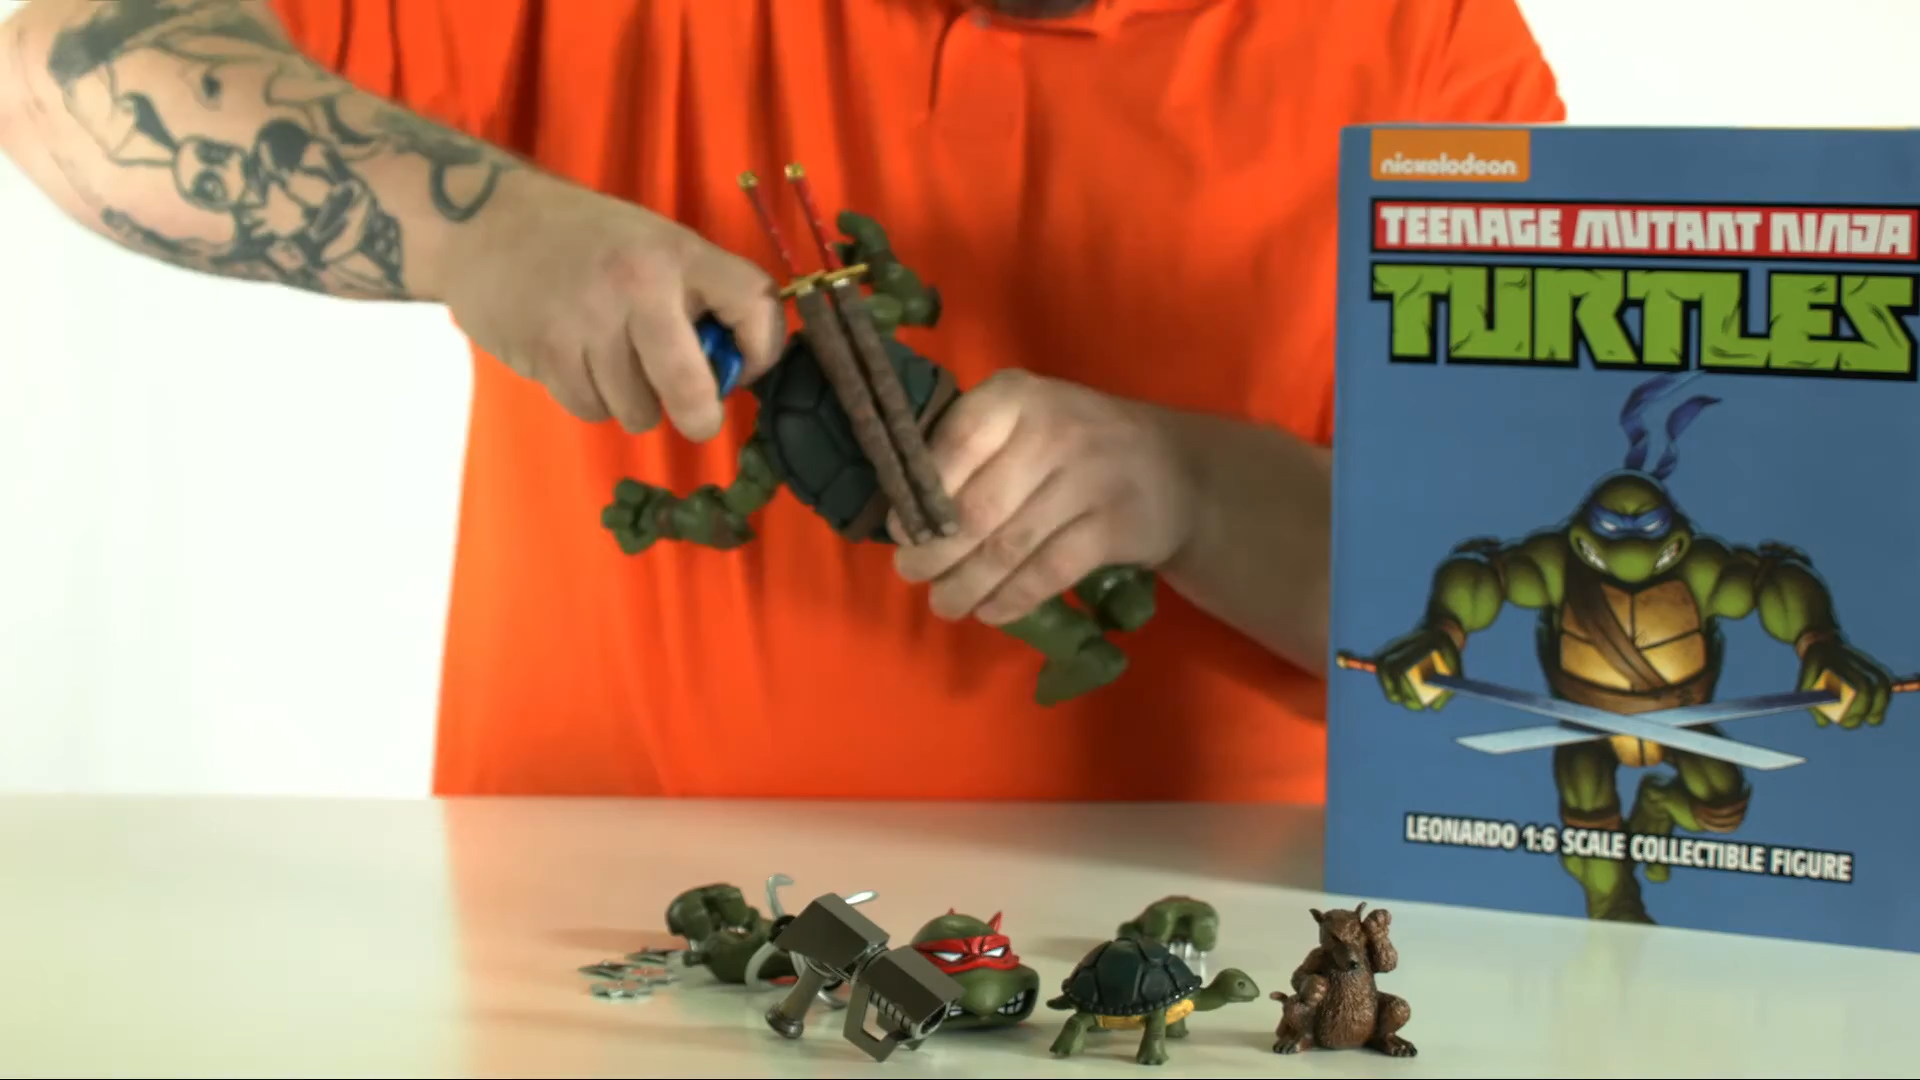 nickelodeon
TEENAGE MUTANT NINJA
TURTLES
LEONARDO 1:6 SCALE COLLECTIBLE FIGURE